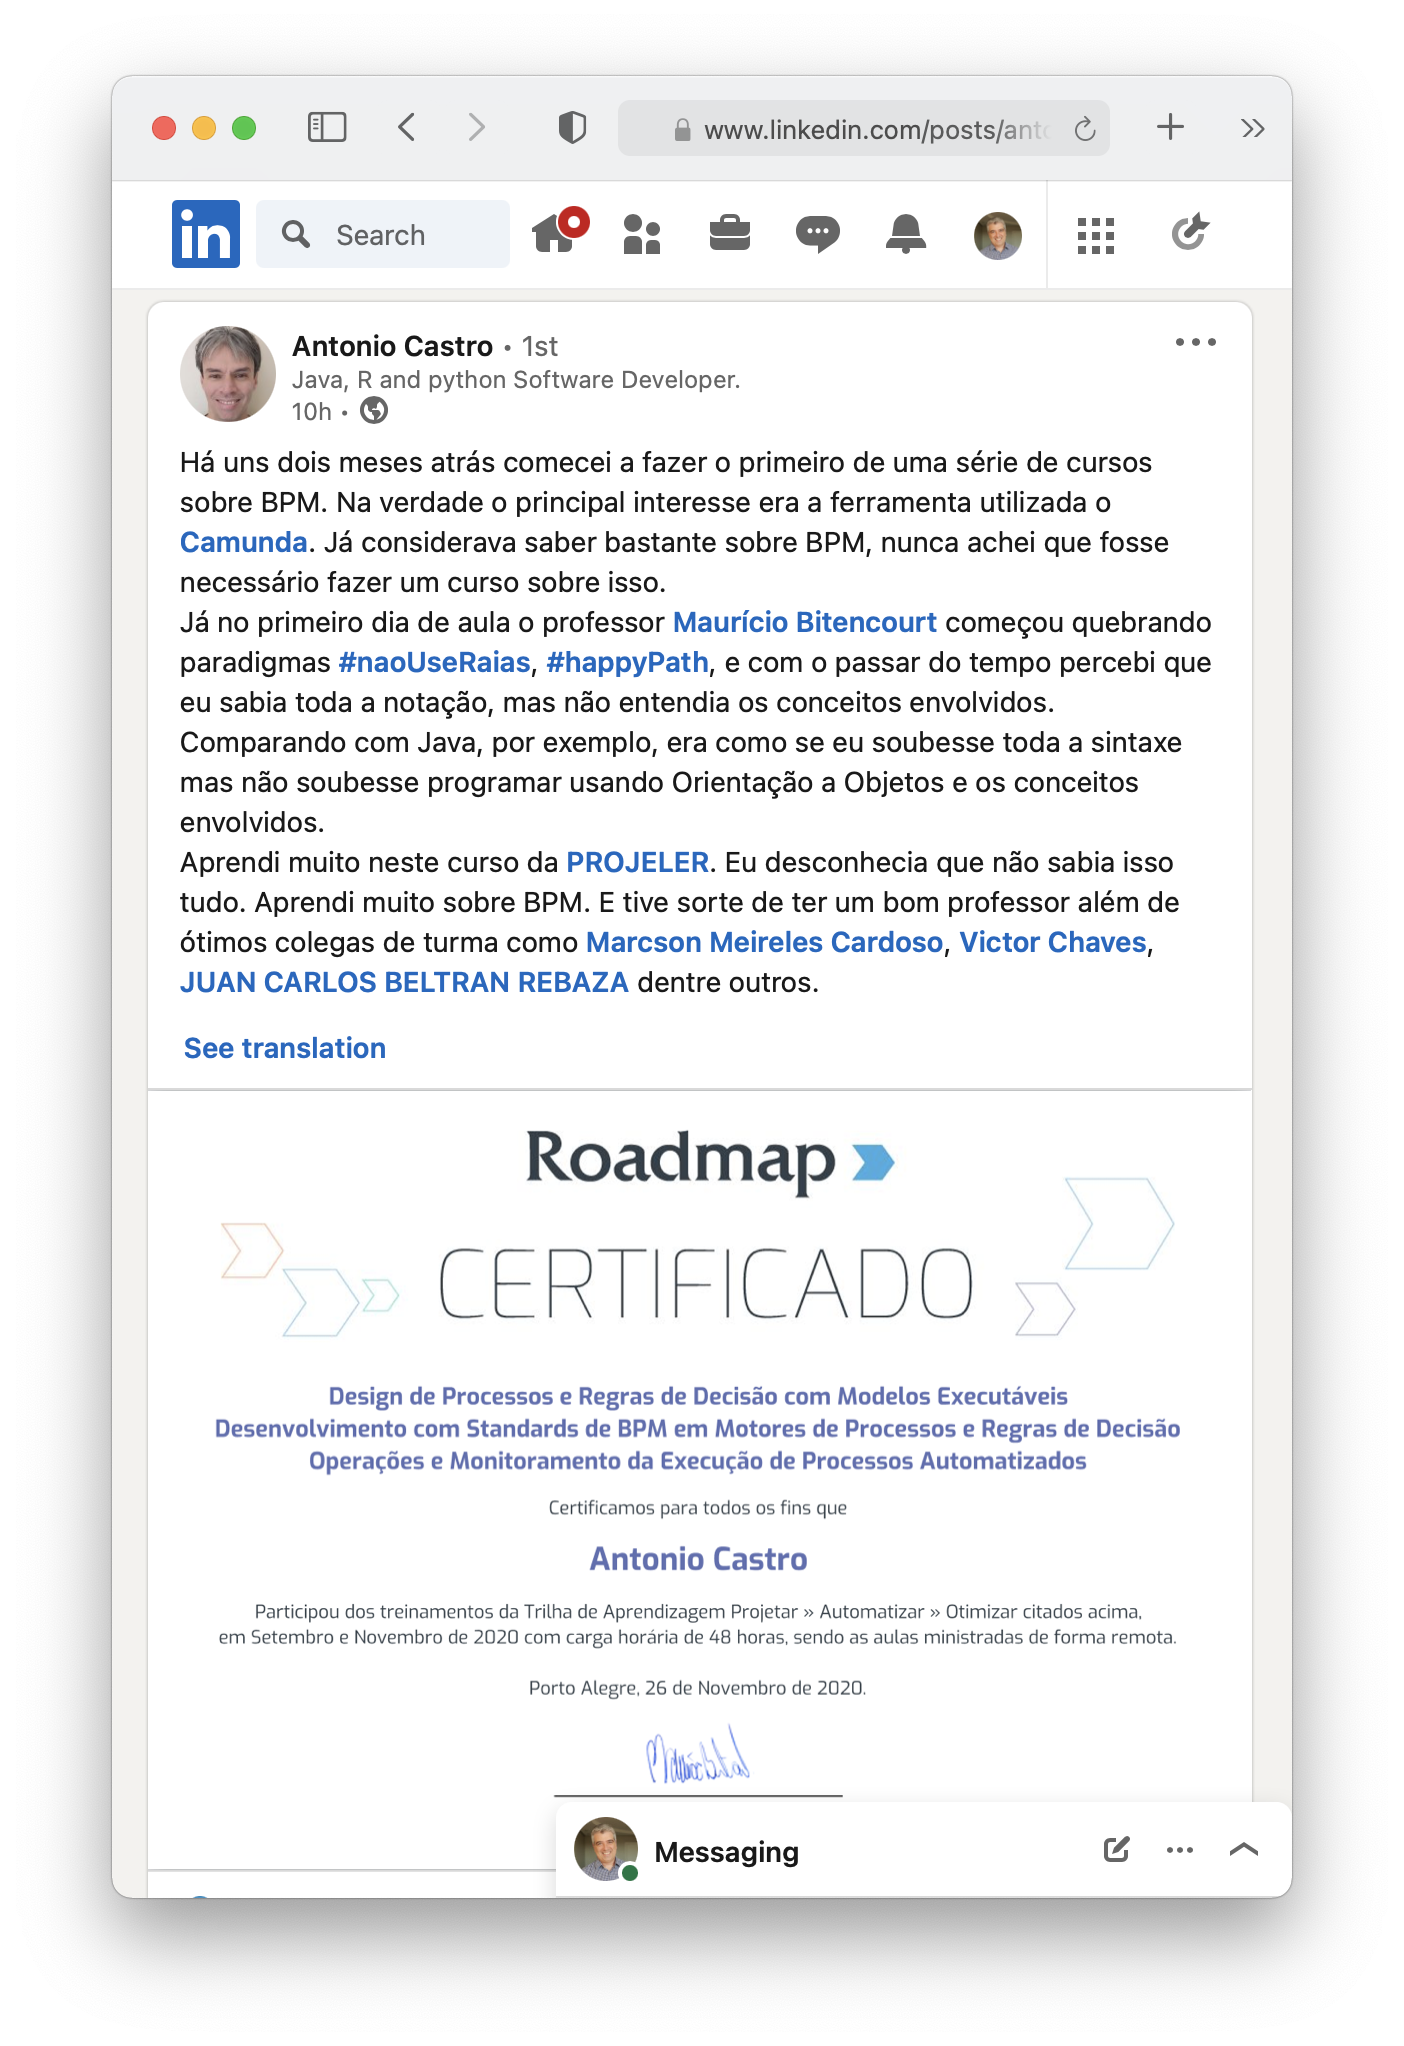 www.linkedin.com/posts/anto
in
Search
Antonio Castro • 1st
Java, R and python Software Developer.
10h •
Há uns dois meses atrás comecei a fazer o primeiro de uma série de cursos
sobre BPM. Na verdade o principal interesse era a ferramenta utilizada o
Camunda. Já considerava saber bastante sobre BPM, nunca achei que fosse
necessário fazer um curso sobre isso.
Já no primeiro dia de aula o professor Maurício Bitencourt começou quebrando
paradigmas #naoUseRaias, #happyPath, e com o passar do tempo percebi que
eu sabia toda a notação, mas não entendia os conceitos envolvidos.
Comparando com Java, por exemplo, era como se eu soubesse toda a sintaxe
mas não soubesse programar usando Orientação a Objetos e os conceitos
envolvidos.
Aprendi muito neste curso da PROJELER. Eu desconhecia que não sabia isso
tudo. Aprendi muito sobre BPM. E tive sorte de ter um bom professor além de
ótimos colegas de turma como Marcson Meireles Cardoso, Victor Chaves,
JUAN CARLOS BELTRAN REBAZA dentre outros.
See translation
Roadmap
CERTIFICADO
Design de Processos e Regras de Decisão com Modelos Executáveis
Desenvolvimento com Standards de BPM em Motores de Processos e Regras de Decisão
Operações e Monitoramento da Execução de Processos Automatizados
Certificamos para todos os fins que
Antonio Castro
Participou dos treinamentos da Trilha de Aprendizagem Projetar » Automatizar » Otimizar citados acima,
em Setembro e Novembro de 2020 com carga horária de 48 horas, sendo as aulas ministradas de forma remota.
Porto Alegre, 26 de Novembro de 2020.
Messaging